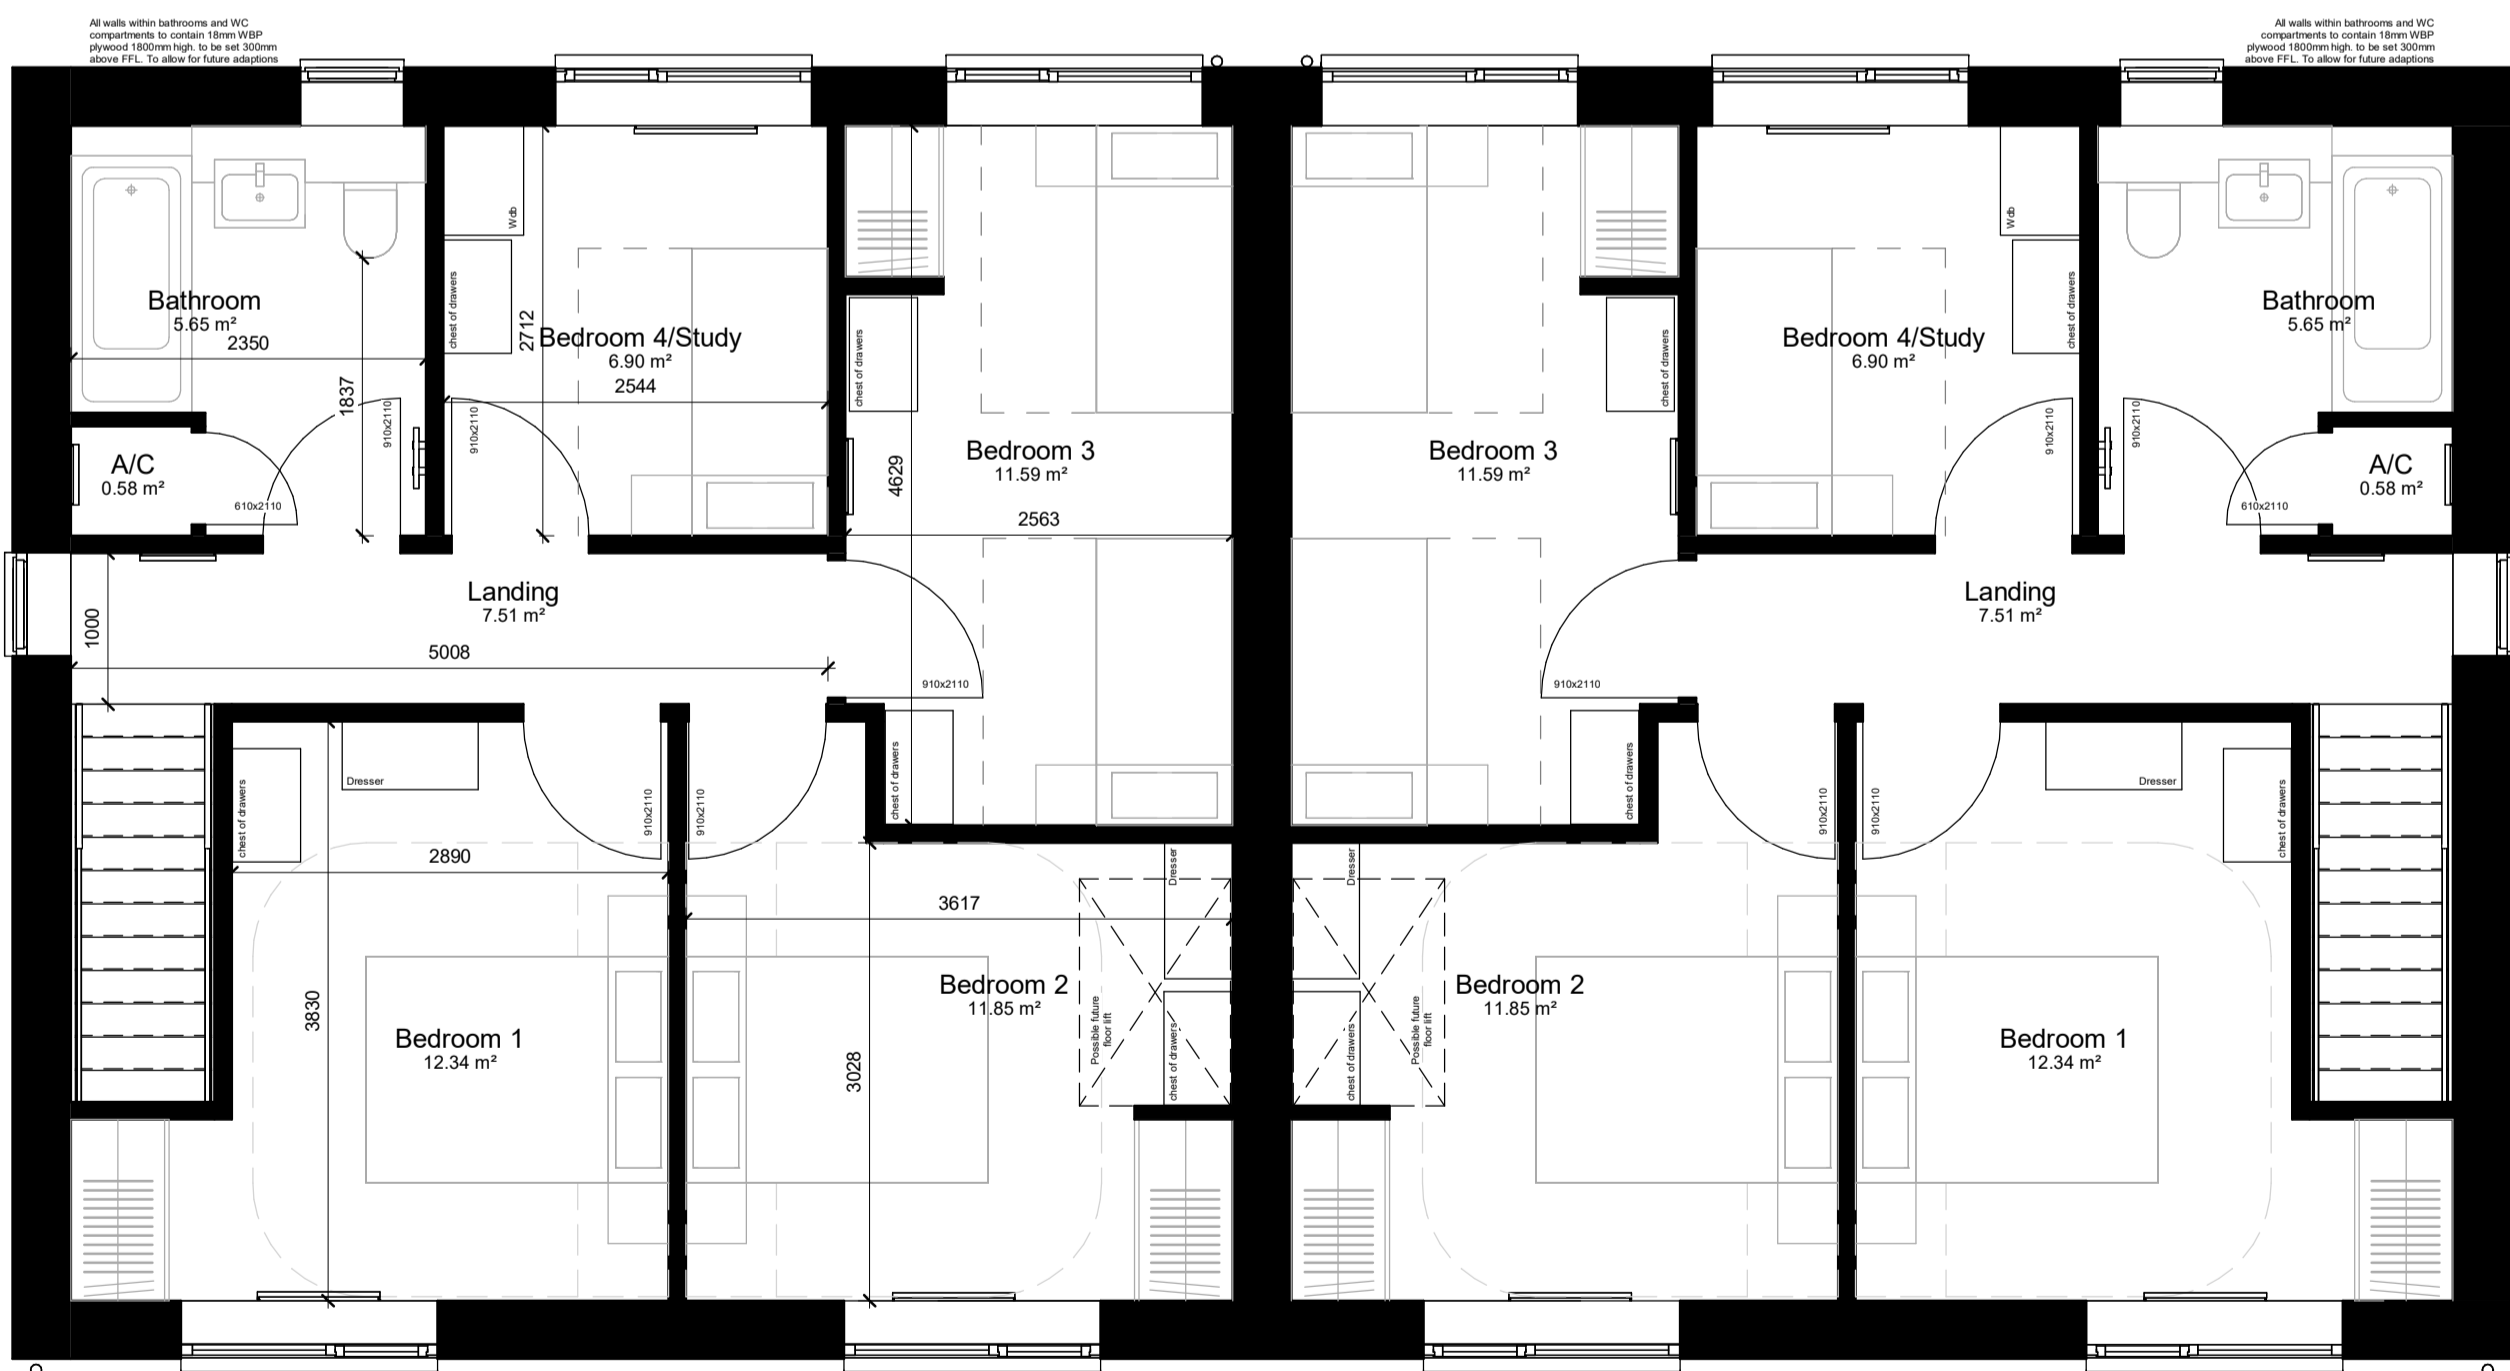 All walls within bathrooms and WC
compartments to contain 18mm WBP
plywood 1800mm high. to be set 300mm
above FFL. To allow for future adaptions
All walls within bathrooms and WC
compartments to contain 18mm WBP
plywood 1800mm high. to be set 300mm
above FFL. To allow for future adaptions
Bathroom
5.65 m²
2350
1837
910x2110
A/C
0.58 m²
610x2110
Wdb
chest of drawers
2712
Bedroom 4/Study
6.90 m²
2544
910x2110
chest of drawers
4629
Bedroom 3
11.59 m²
2563
910x2110
chest of drawers
Landing
7.51 m²
1000
5008
chest of drawers
Dresser
910x2110
2890
3830
Bedroom 1
12.34 m²
910x2110
3617
3028
Bedroom 2
11.85 m²
Possible future
floor lift
Dresser
chest of drawers
Bedroom 3
11.59 m²
chest of drawers
910x2110
chest of drawers
Bedroom 4/Study
6.90 m²
Wdb
chest of drawers
910x2110
Bathroom
5.65 m²
910x2110
A/C
0.58 m²
610x2110
Landing
7.51 m²
Dresser
chest of drawers
Possible future
floor lift
Bedroom 2
11.85 m²
910x2110
910x2110
Dresser
chest of drawers
Bedroom 1
12.34 m²